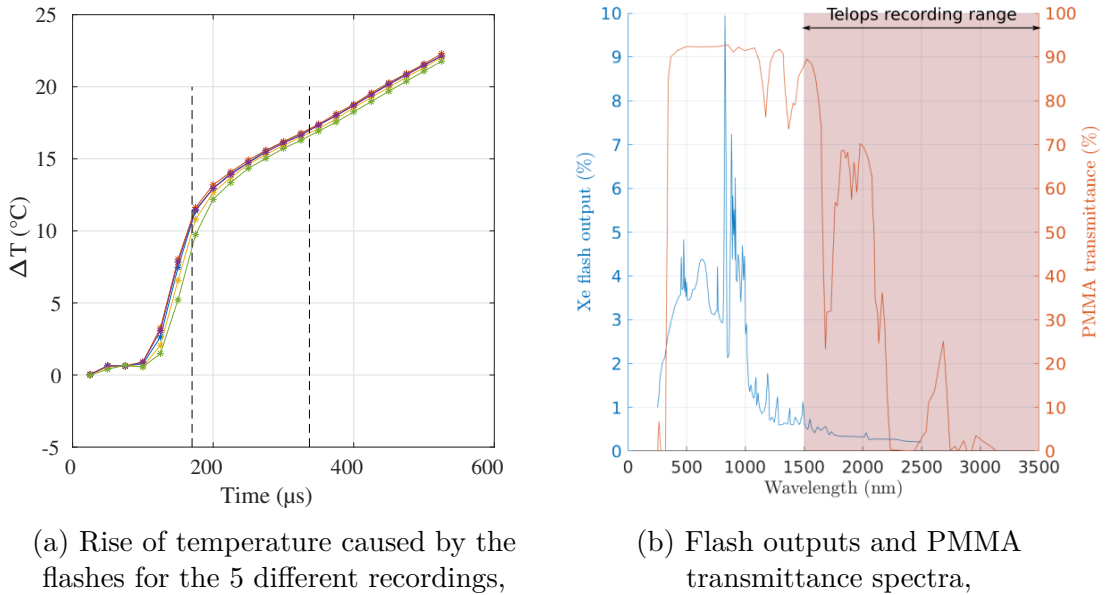 25
20
15
10
5
0
-5
ΔT (°C)
0 200 400 600
Time (µs)
Telops recording range
10
9
8
7
6
5
4
3
2
1
0
Xe flash output (%)
100
90
80
70
60
50
40
30
20
10
0
PMMA transmittance (%)
0 500 1000 1500 2000 2500 3000 3500
Wavelength (nm)
(a) Rise of temperature caused by the
flashes for the 5 different recordings,
(b) Flash outputs and PMMA
transmittance spectra,